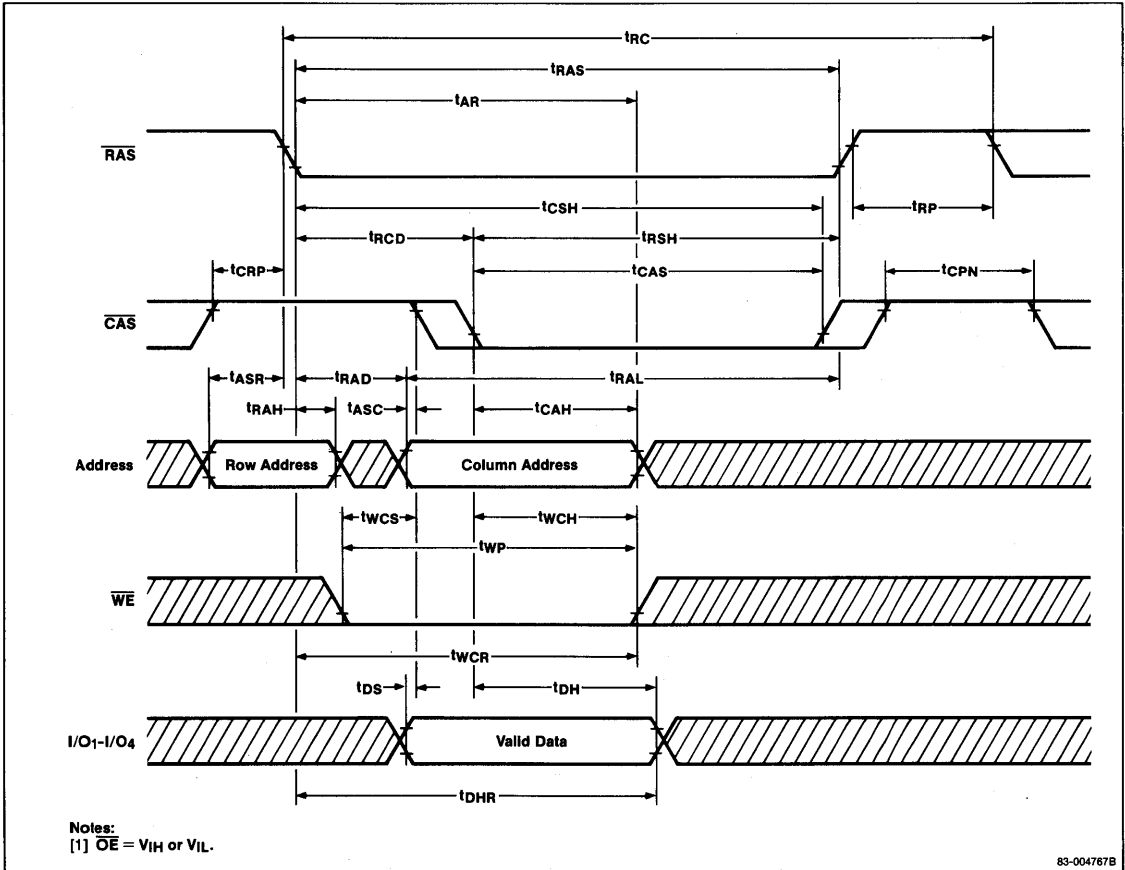 tRC
tRAS
tAR
RAS
tRP
tCSH
tRCD
tRSH
tCRP
tCAS
tCPN
CAS
tASR
tRAD
tRAL
tRAH
tASC
tCAH
Address
Row Address
Column Address
tWCS
tWCH
tWP
WE
tWCR
tDS
tDH
I/O1-I/O4
Valid Data
tDHR
Notes:
[1] OE = VIH or VIL.
83-004767B